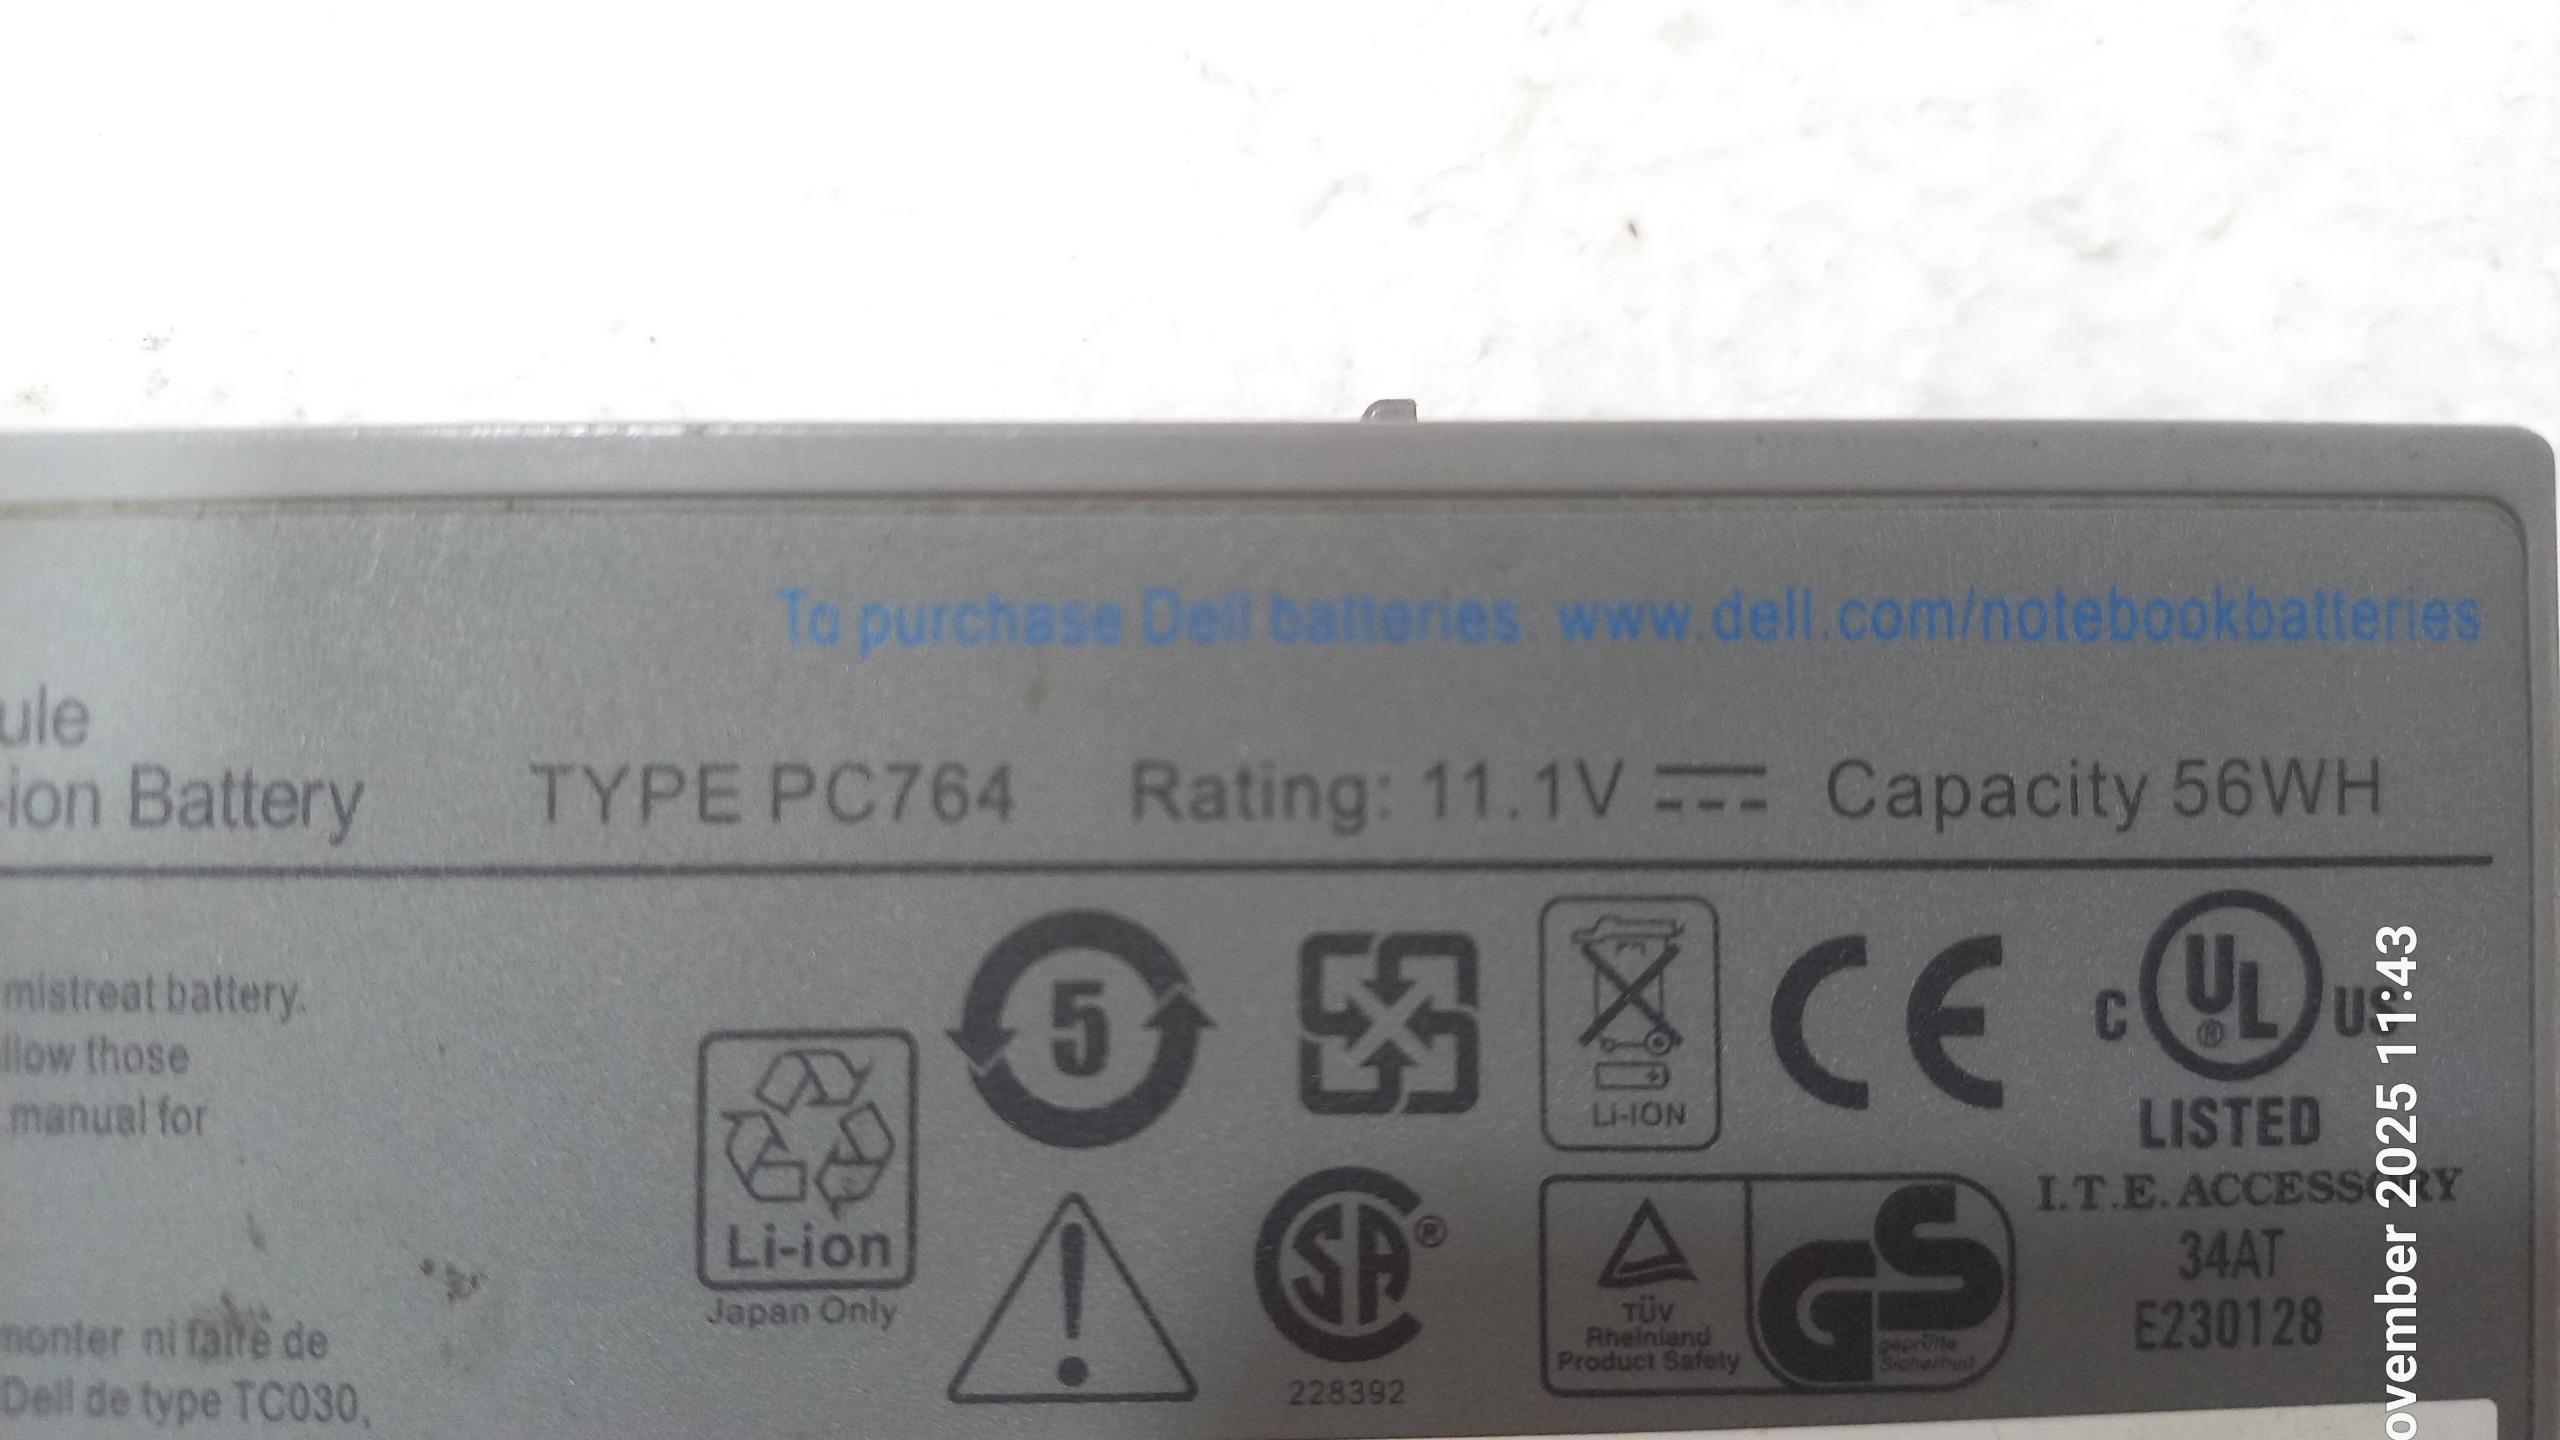 To purchase Dell batteries www.dell.com/notebookbatteries
ule
-ion Battery TYPE PC764 Rating: 11.1V Capacity 56WH
mistreat battery.
llow those
manual for
5
Li-ION
CE
C UL ® US
LISTED
I.T.E. ACCESSORY
34AT
E230128
Li-ion
Japan Only
SA ®
228392
TÜV
Rheinland
Product Safety
GS
geprüfte
Sicherheit
monter ni faire de
Dell de type TC030,
ovember 2025 11:43